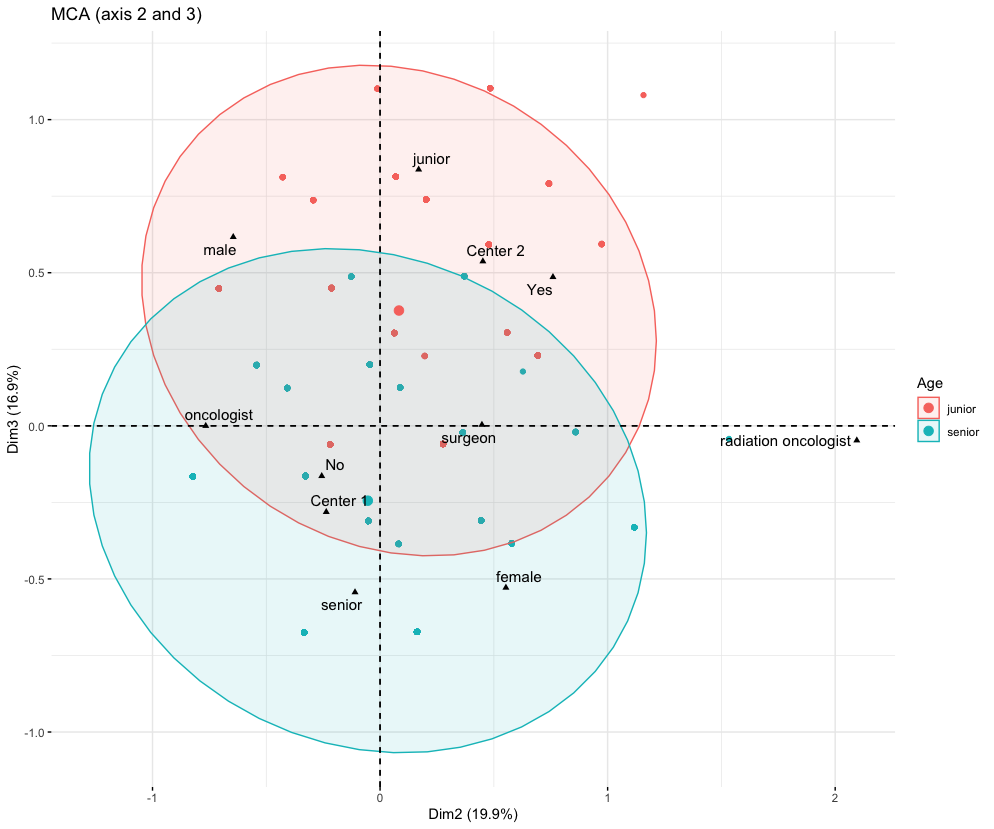 MCA (axis 2 and 3)
1.0
junior
male
Center 2
0.5
Yes
Age
junior
senior
Dim3 (16.9%)
oncologist
0.0
surgeon
radiation oncologist
No
Center 1
-0.5
female
senior
-1.0
-1
0
1
2
Dim2 (19.9%)